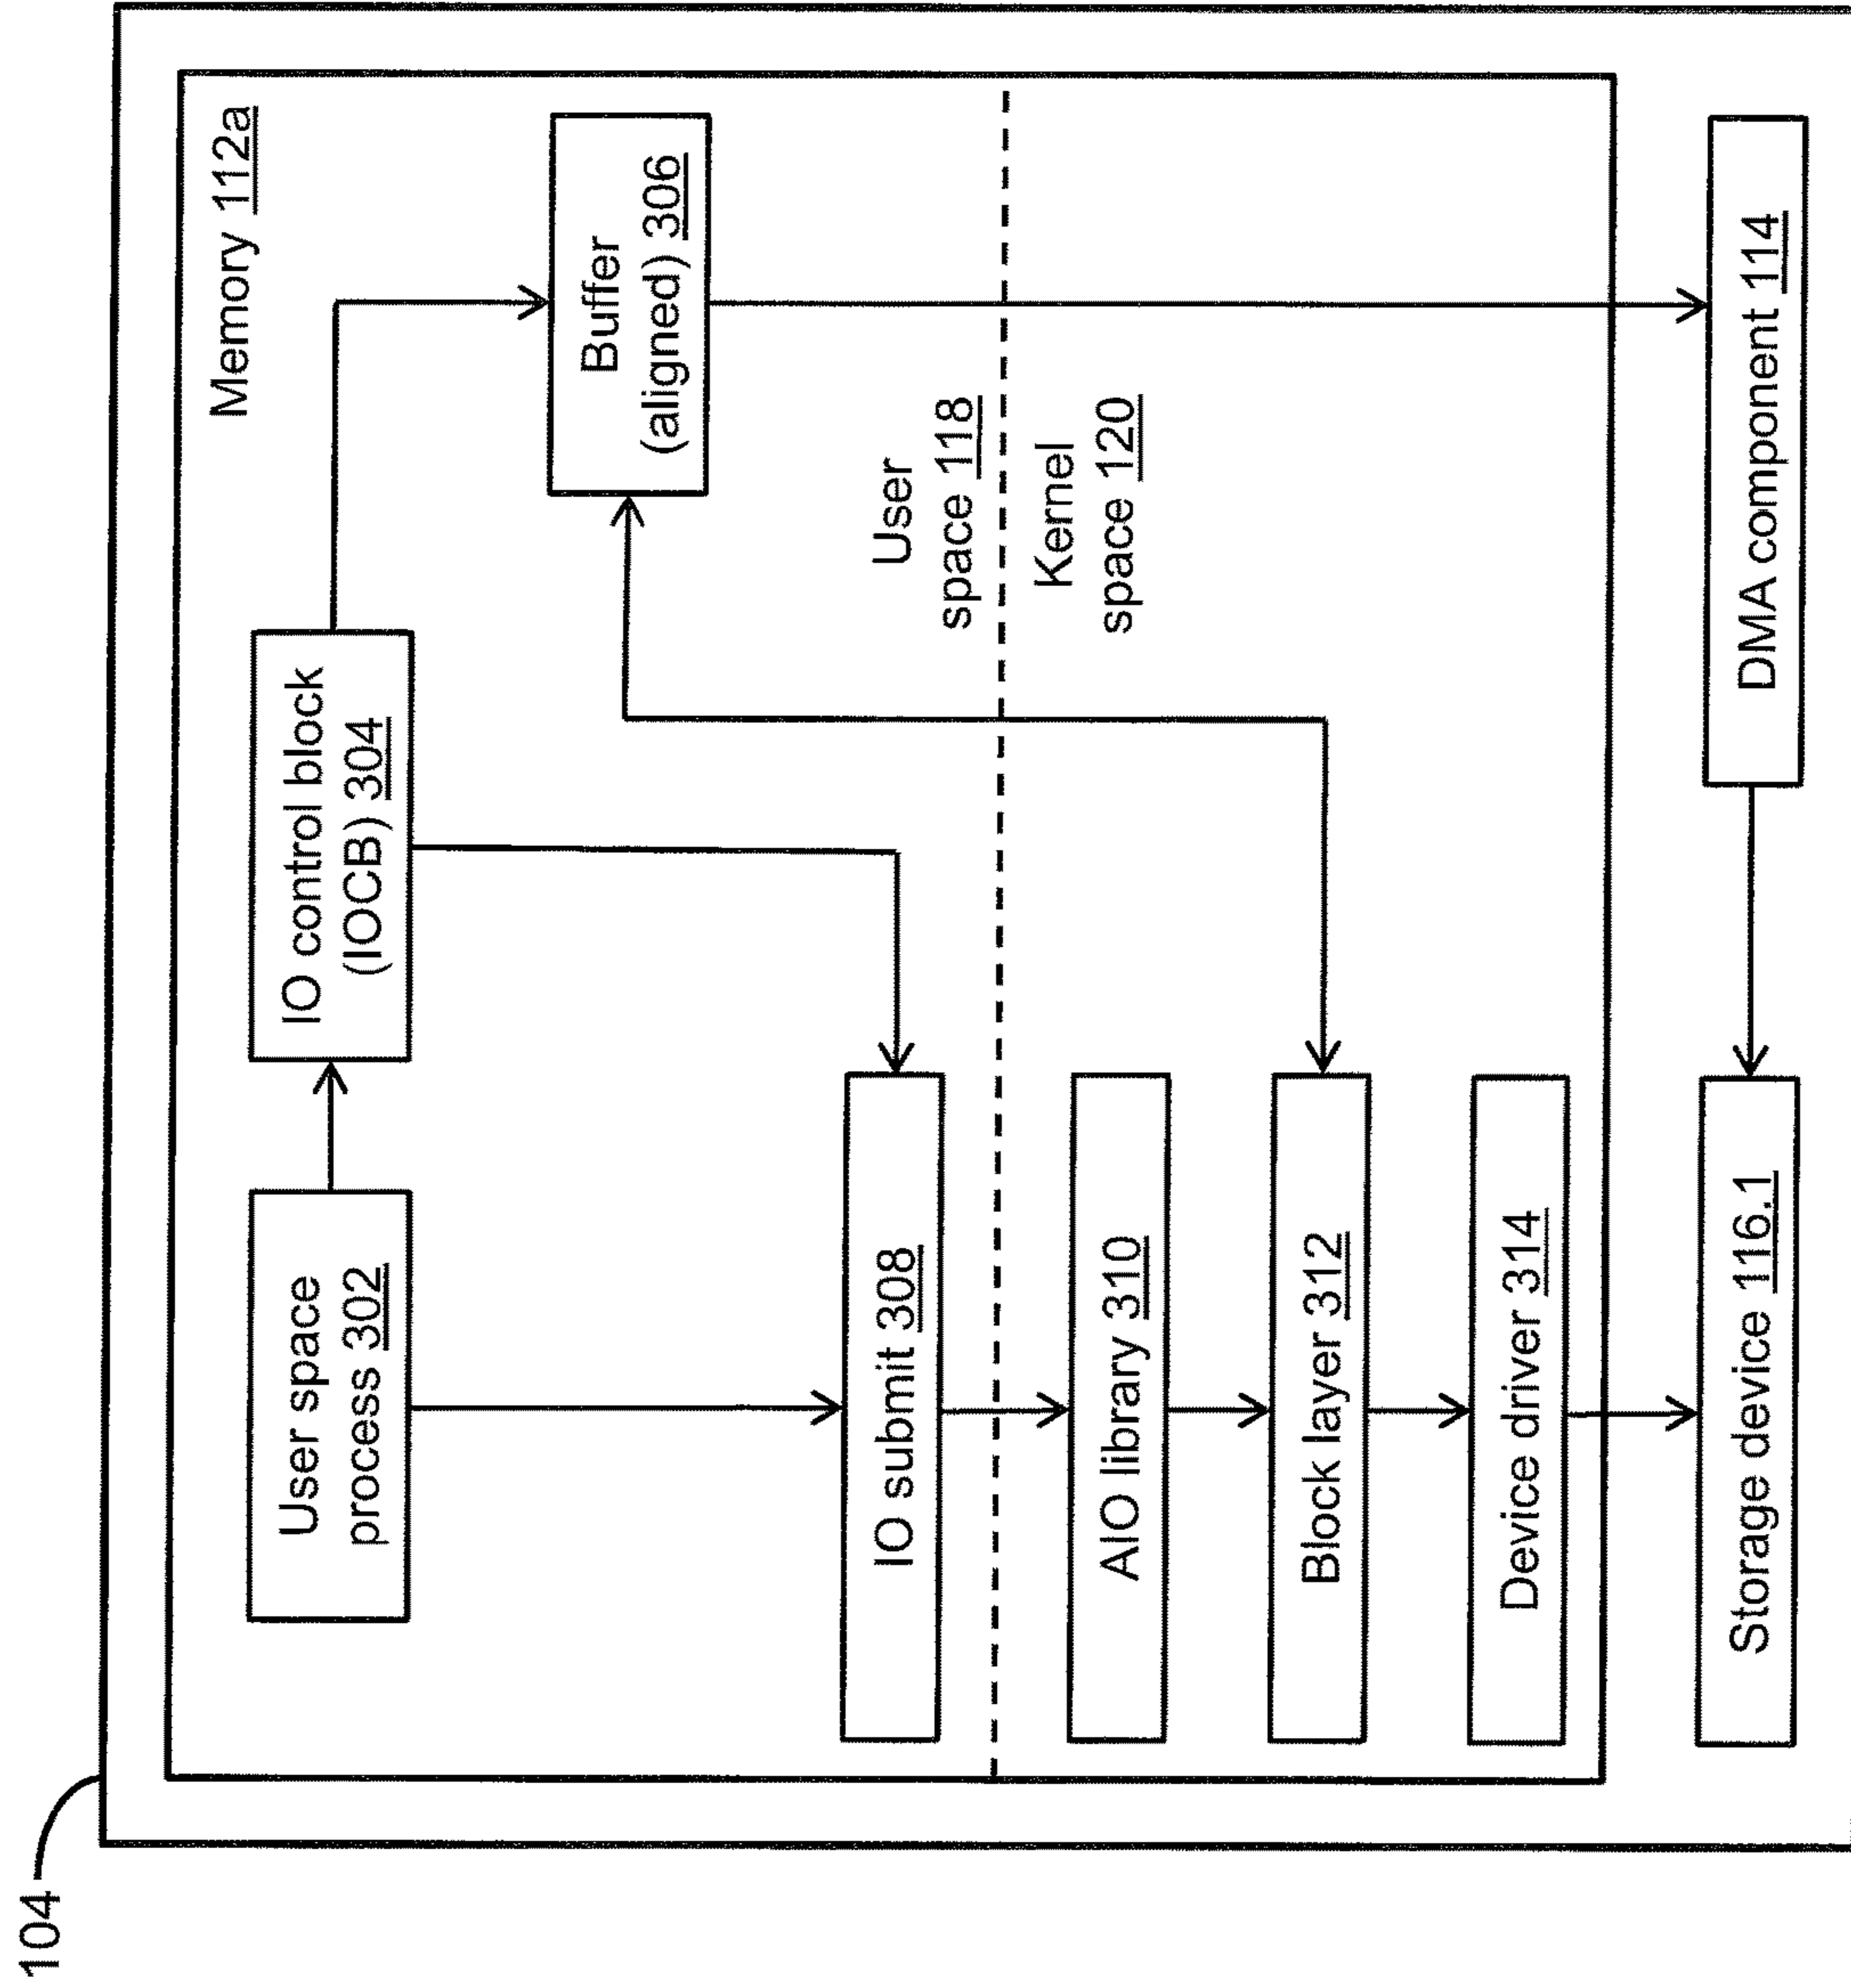 104
Memory 112a
User space
process 302
IO control block
(IOCB) 304
Buffer
(aligned) 306
IO submit 308
User
space 118
Kernel
space 120
AIO library 310
Block layer 312
Device driver 314
Storage device 116.1
DMA component 114